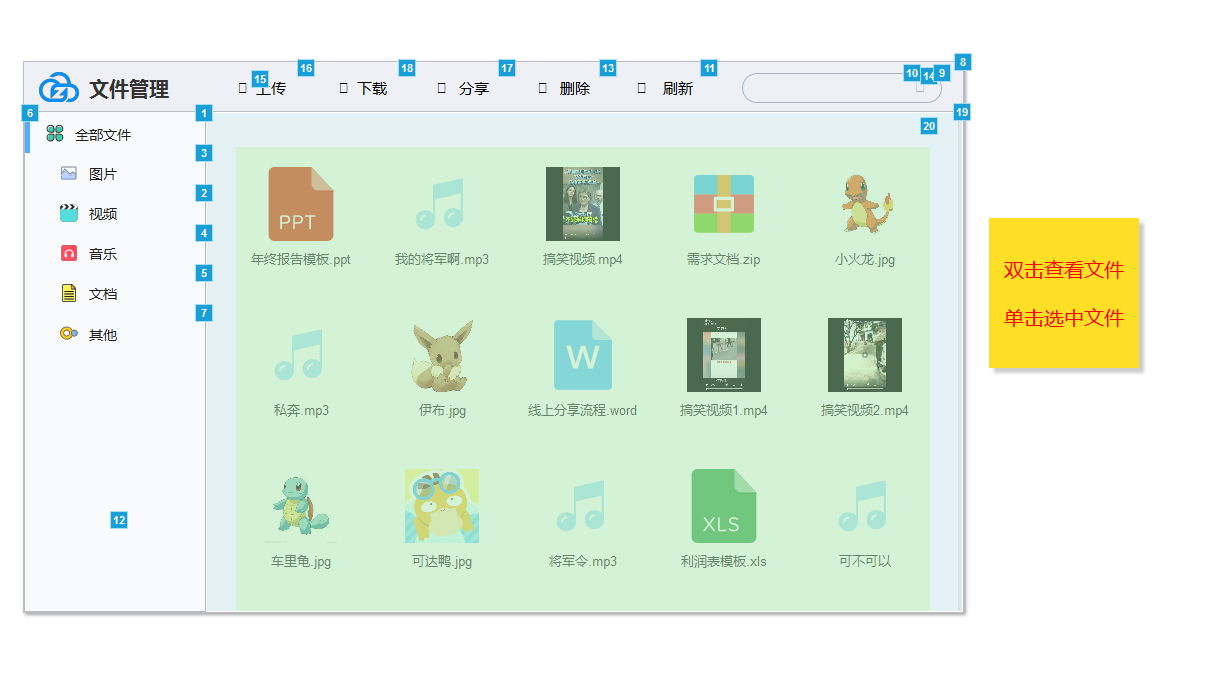 文件管理
上传
下载
分享
删除
刷新
16
18
17
13
11
15
10
14
9
8
6
1
19
20
全部文件
3
图片
2
视频
4
音乐
5
文档
7
其他
12
PPT
年终报告模板.ppt
我的将军啊.mp3
搞笑视频.mp4
需求文档.zip
小火龙.jpg
私奔.mp3
伊布.jpg
W
线上分享流程.word
搞笑视频1.mp4
搞笑视频2.mp4
车里龟.jpg
可达鸭.jpg
将军令.mp3
XLS
利润表模板.xls
可不可以
双击查看文件
单击选中文件